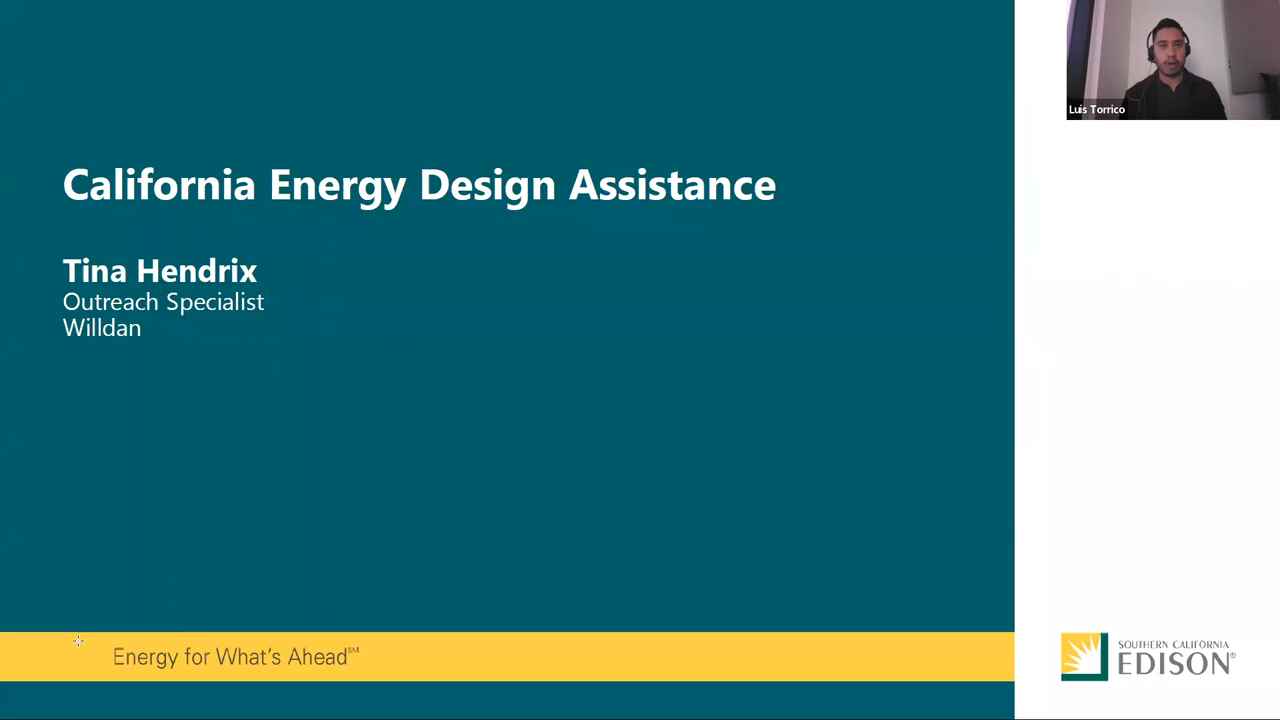 Luis Torrico
California Energy Design Assistance
Tina Hendrix
Outreach Specialist
Willdan
Energy for What's Ahead℠
SOUTHERN CALIFORNIA
EDISON®